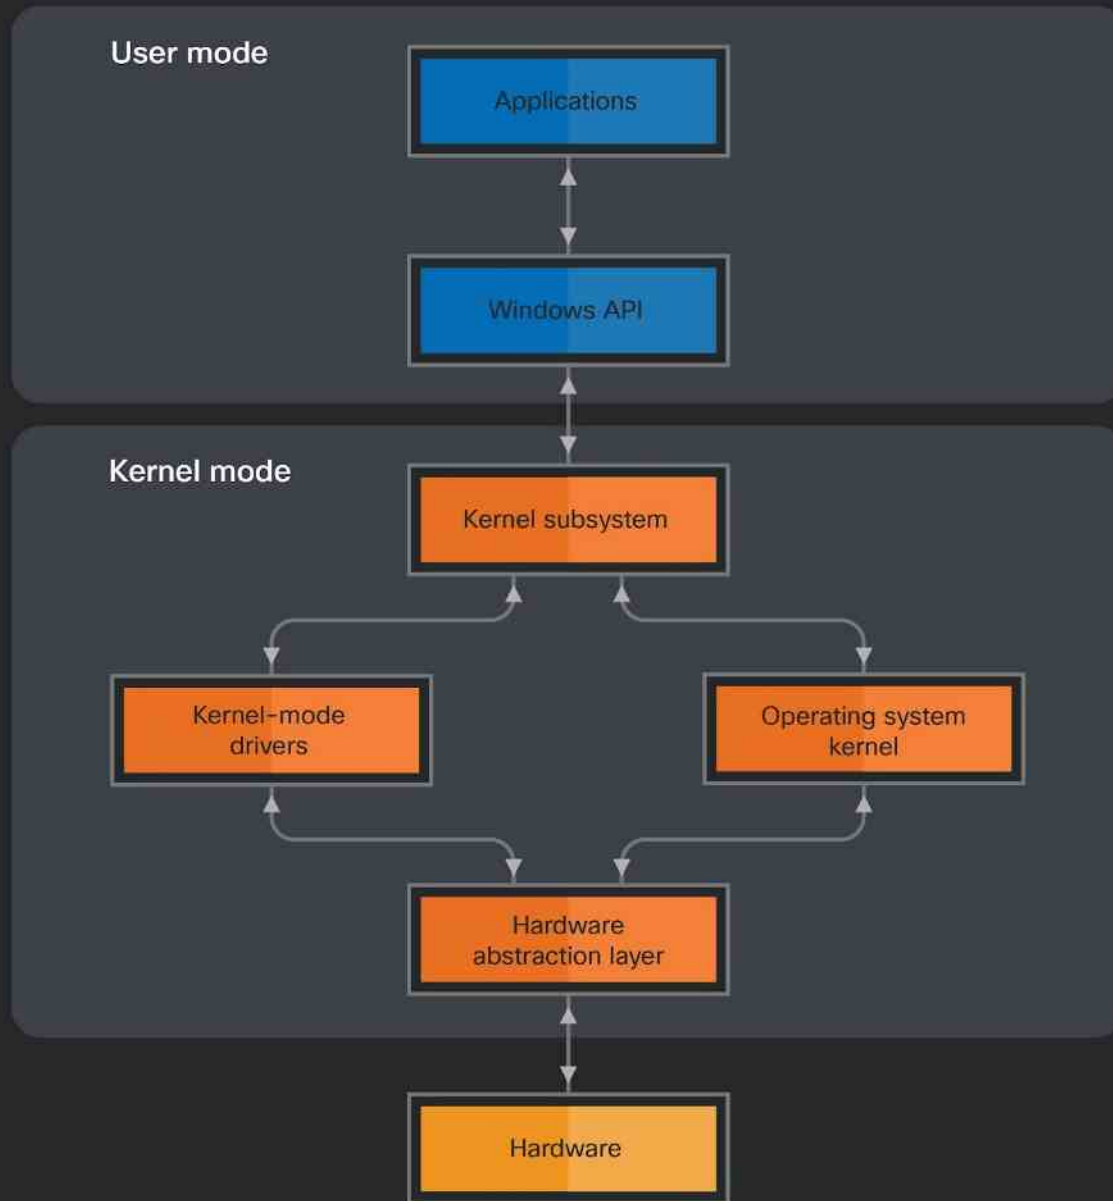 User mode
Applications
Windows API
Kernel mode
Kernel subsystem
Kernel-mode
drivers
Operating system
kernel
Hardware
abstraction layer
Hardware